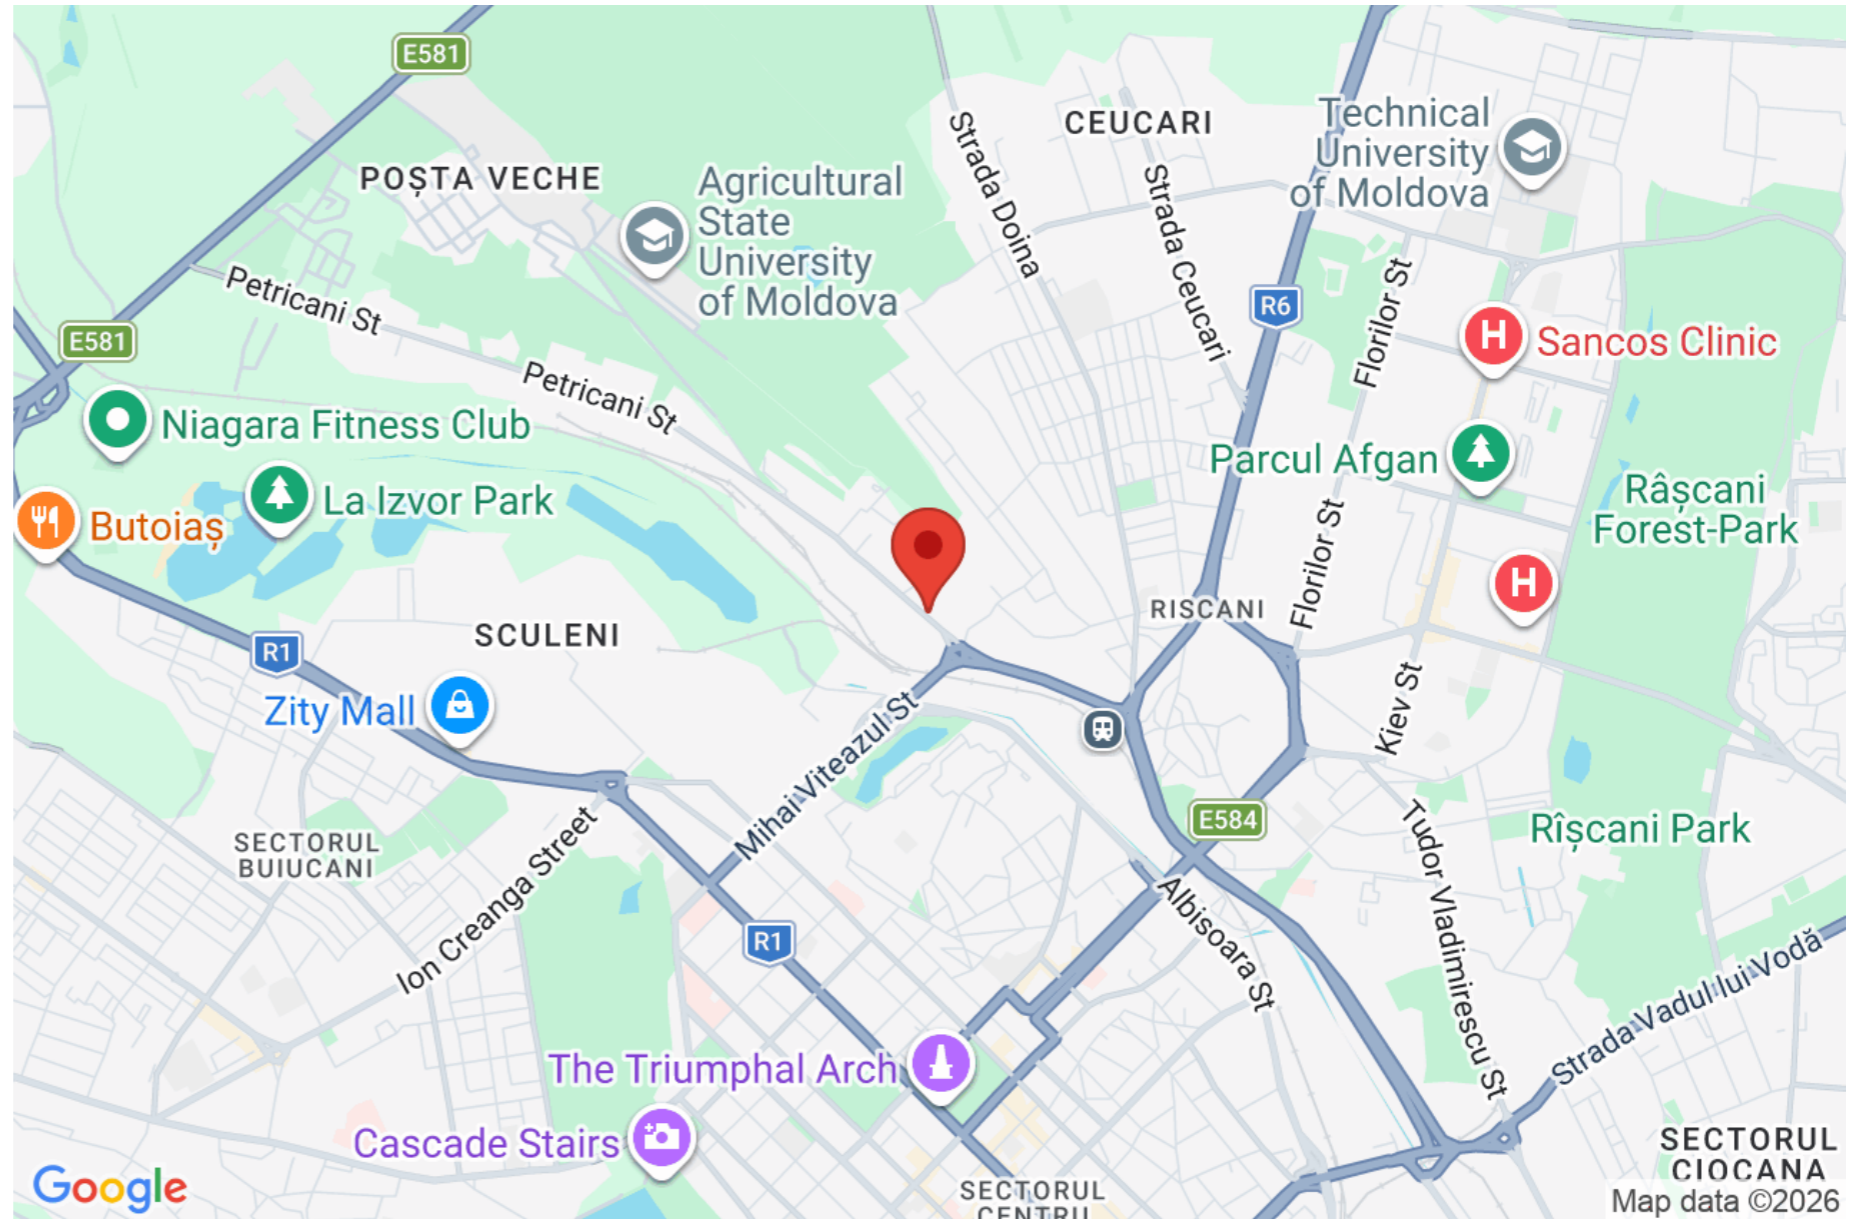 E581
CEUCARI
Technical
University
of Moldova
POȘTA VECHE
Agricultural
State
University
of Moldova
Strada Doina
Strada Ceucari
Petricani St
Florilor St
R6
E581
Sancos Clinic
Petricani St
Niagara Fitness Club
Parcul Afgan
La Izvor Park
Râșcani
Forest-Park
Butoiaș
Florilor St
H
H
RISCANI
SCULENI
R1
Zity Mall
Mihai Viteazul St
Kiev St
E584
Rîșcani Park
SECTORUL
BUIUCANI
Ion Creanga Street
Tudor Vladimirescu St
Albisoara St
R1
Strada Vadul lui Vodă
The Triumphal Arch
Cascade Stairs
SECTORUL
CIOCANA
SECTORUL
CENTRU
Google
Map data ©2026